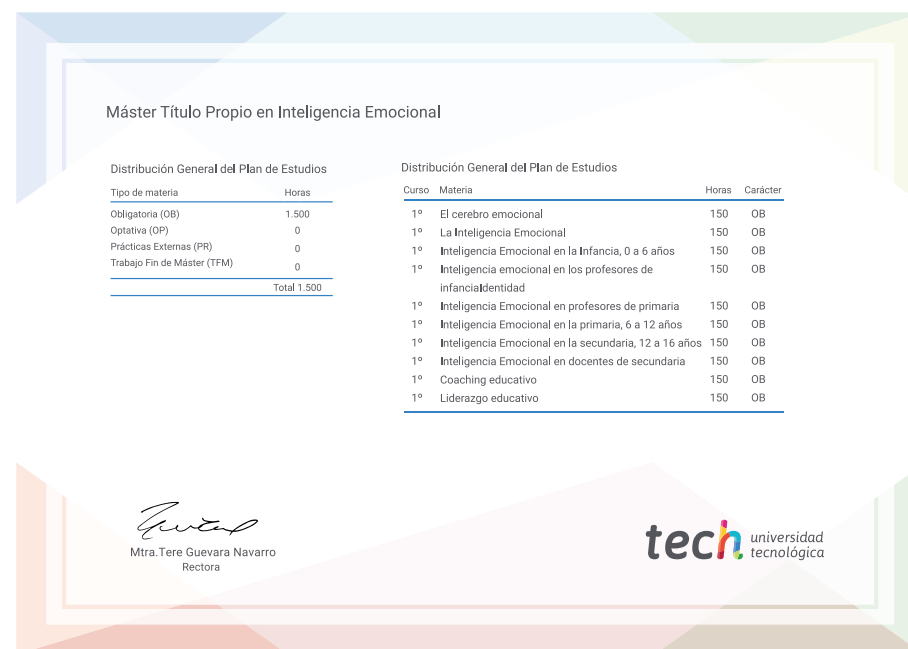 Máster Título Propio en Inteligencia Emocional
Distribución General del Plan de Estudios
Tipo de materia Horas
Obligatoria (OB) 1.500
Optativa (OP) 0
Prácticas Externas (PR) 0
Trabajo Fin de Máster (TFM) 0
Total 1.500
Distribución General del Plan de Estudios
Curso Materia Horas Carácter
1º El cerebro emocional 150 OB
1º La Inteligencia Emocional 150 OB
1º Inteligencia Emocional en la Infancia, 0 a 6 años 150 OB
1º Inteligencia emocional en los profesores de 150 OB
infanciaIdentidad
1º Inteligencia Emocional en profesores de primaria 150 OB
1º Inteligencia Emocional en la primaria, 6 a 12 años 150 OB
1º Inteligencia Emocional en la secundaria, 12 a 16 años 150 OB
1º Inteligencia Emocional en docentes de secundaria 150 OB
1º Coaching educativo 150 OB
1º Liderazgo educativo 150 OB
Mtra.Tere Guevara Navarro
Rectora
tech universidad
tecnológica